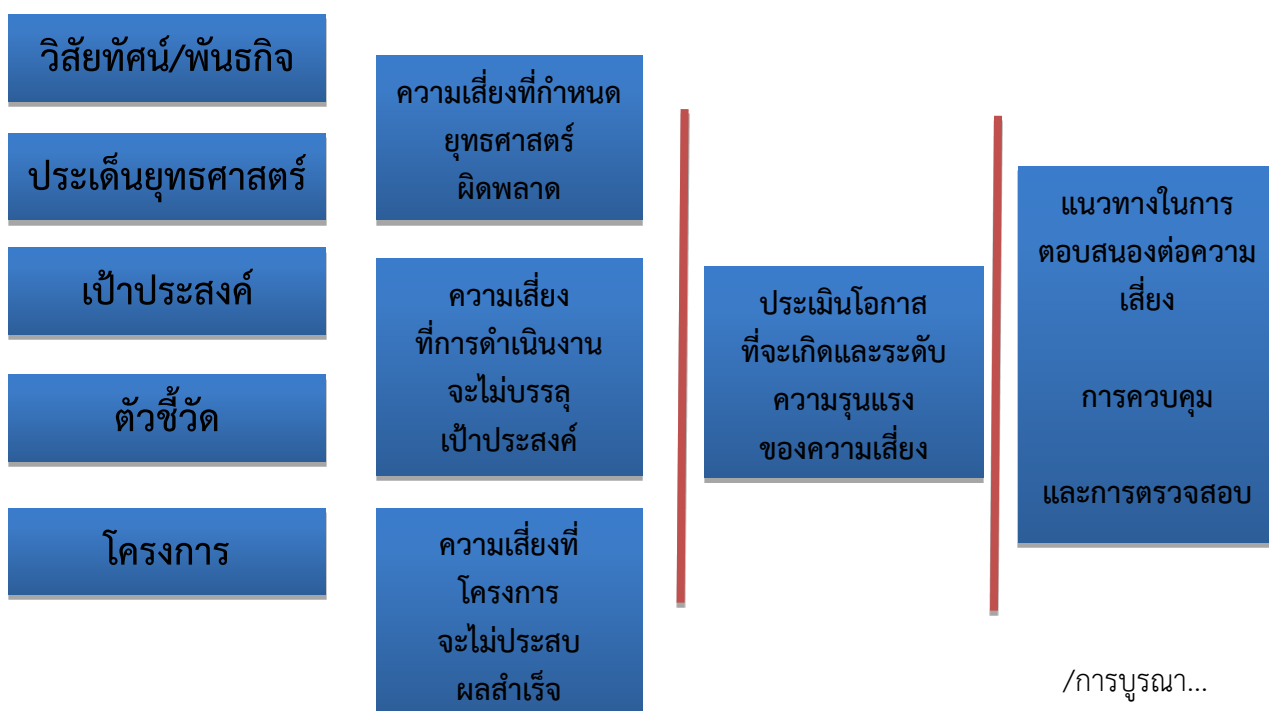 วิสัยทัศน์/พันธกิจ
ประเด็นยุทธศาสตร์
เป้าประสงค์
ตัวชี้วัด
โครงการ
ความเสี่ยงที่กำหนด
ยุทธศาสตร์
ผิดพลาด
ความเสี่ยง
ที่การดำเนินงาน
จะไม่บรรลุ
เป้าประสงค์
ความเสี่ยงที่
โครงการ
จะไม่ประสบ
ผลสำเร็จ
ประเมินโอกาส
ที่จะเกิดและระดับ
ความรุนแรง
ของความเสี่ยง
แนวทางในการ
ตอบสนองต่อความ
เสี่ยง
การควบคุม
และการตรวจสอบ
/การบูรณา...